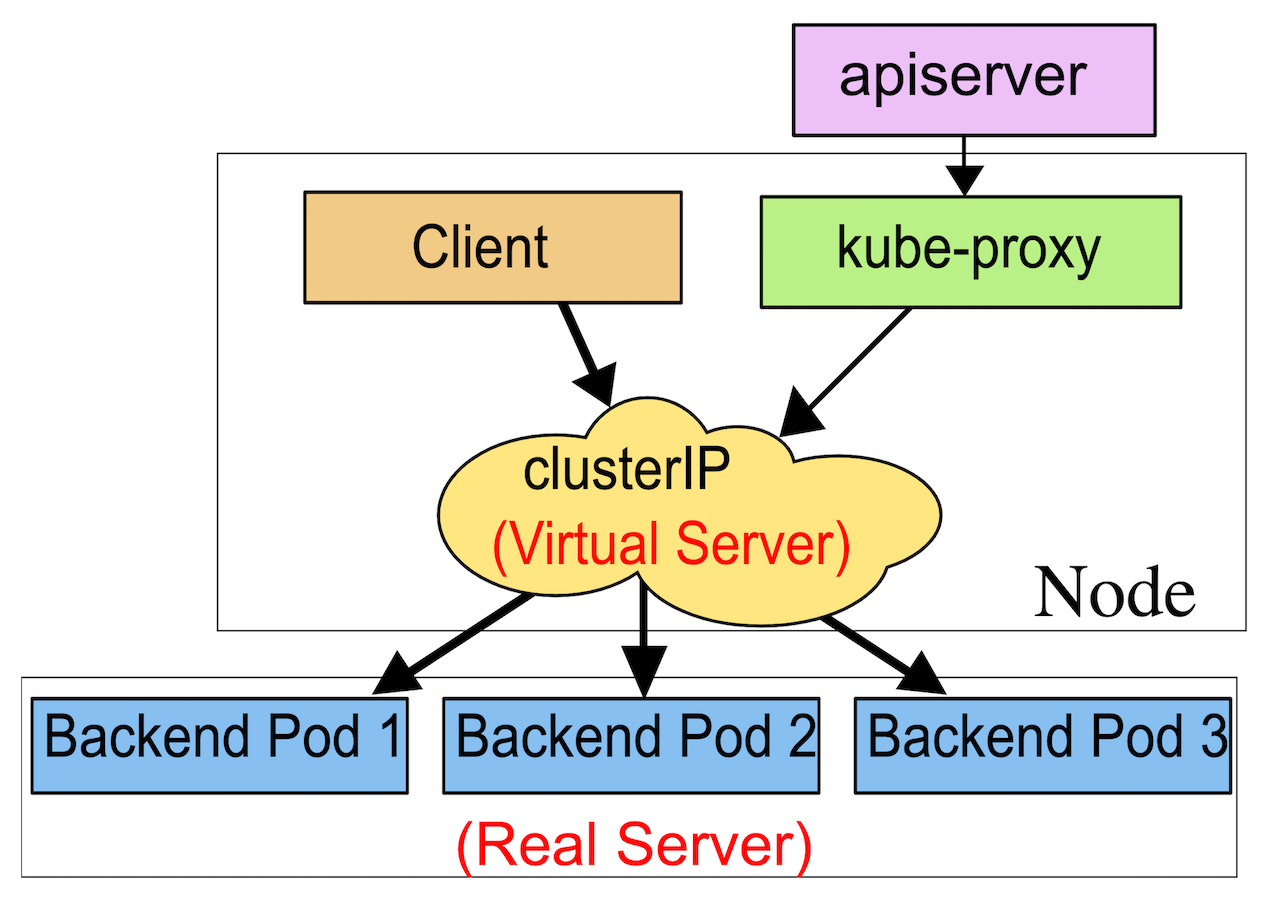 apiserver
Client
kube-proxy
clusterIP
(Virtual Server)
Node
Backend Pod 1
Backend Pod 2
Backend Pod 3
(Real Server)